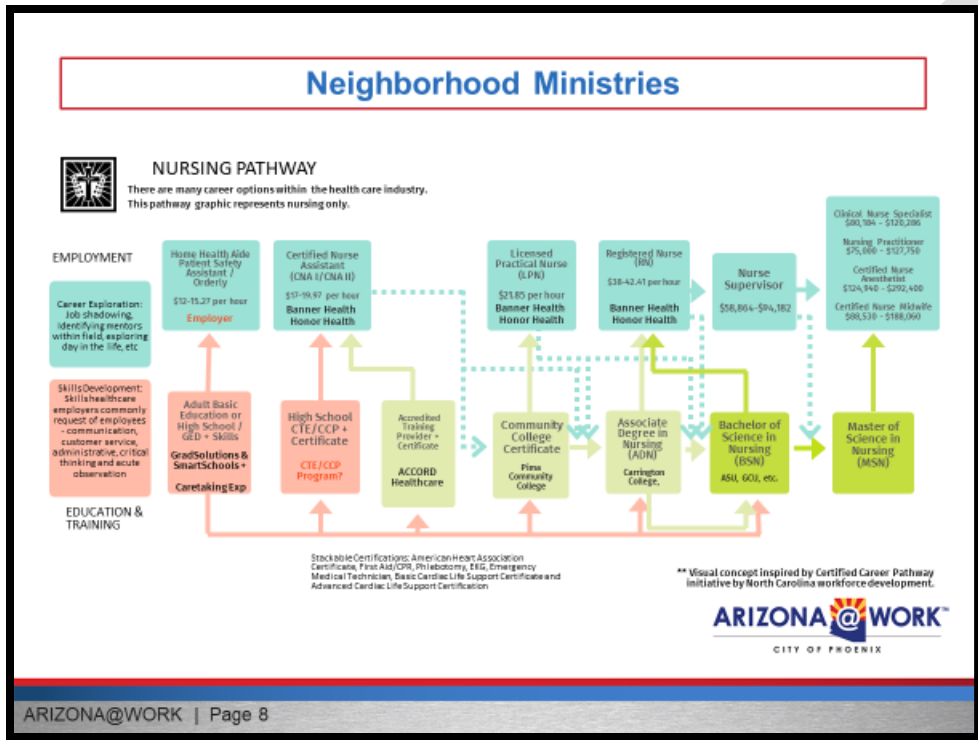 Neighborhood Ministries
NURSING PATHWAY
There are many career options within the health care industry.
This pathway graphic represents nursing only.
EMPLOYMENT
Career Exploration:
Job shadowing,
identifying mentors
within field, exploring
day in the life, etc
Home Health Aide
Patient Safety
Assistant /
Orderly
$12-15.27 per hour
Employer
Certified Nurse
Assistant
(CNA I/CNA II)
$17-19.97 per hour
Banner Health
Honor Health
Licensed
Practical Nurse
(LPN)
$21.85 per hour
Banner Health
Honor Health
Registered Nurse
(RN)
$38-42.41 per hour
Banner Health
Honor Health
Nurse
Supervisor
$58,864-$94,182
Clinical Nurse Specialist
$80,184 - $120,286
Nursing Practitioner
$75,000 - $127,750
Certified Nurse
Anesthetist
$124,940 - $292,400
Certified Nurse Midwife
$88,530 - $188,060
Skills Development:
Skills healthcare
employers commonly
request of employees
- communication,
customer service,
administrative, critical
thinking and acute
observation
Adult Basic
Education or
High School /
GED + Skills
GradSolutions &
SmartSchools +
Caretaking Exp
High School
CTE/CCP +
Certificate
CTE/CCP
Program?
Accredited
Training
Provider +
Certificate
ACCORD
Healthcare
Community
College
Certificate
Pima
Community
College
Associate
Degree in
Nursing
(ADN)
Carrington
College,
Bachelor of
Science in
Nursing
(BSN)
ASU, GCU, etc.
Master of
Science in
Nursing
(MSN)
EDUCATION &
TRAINING
Stackable Certifications: American Heart Association
Certificate, First Aid/CPR, Phlebotomy, EKG, Emergency
Medical Technician, Basic Cardiac Life Support Certificate and
Advanced Cardiac Life Support Certification
** Visual concept inspired by Certified Career Pathway
initiative by North Carolina workforce development.
ARIZONA@WORK™
CITY OF PHOENIX
ARIZONA@WORK | Page 8